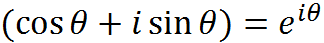 (cos θ + i sin θ) = e^{iθ}